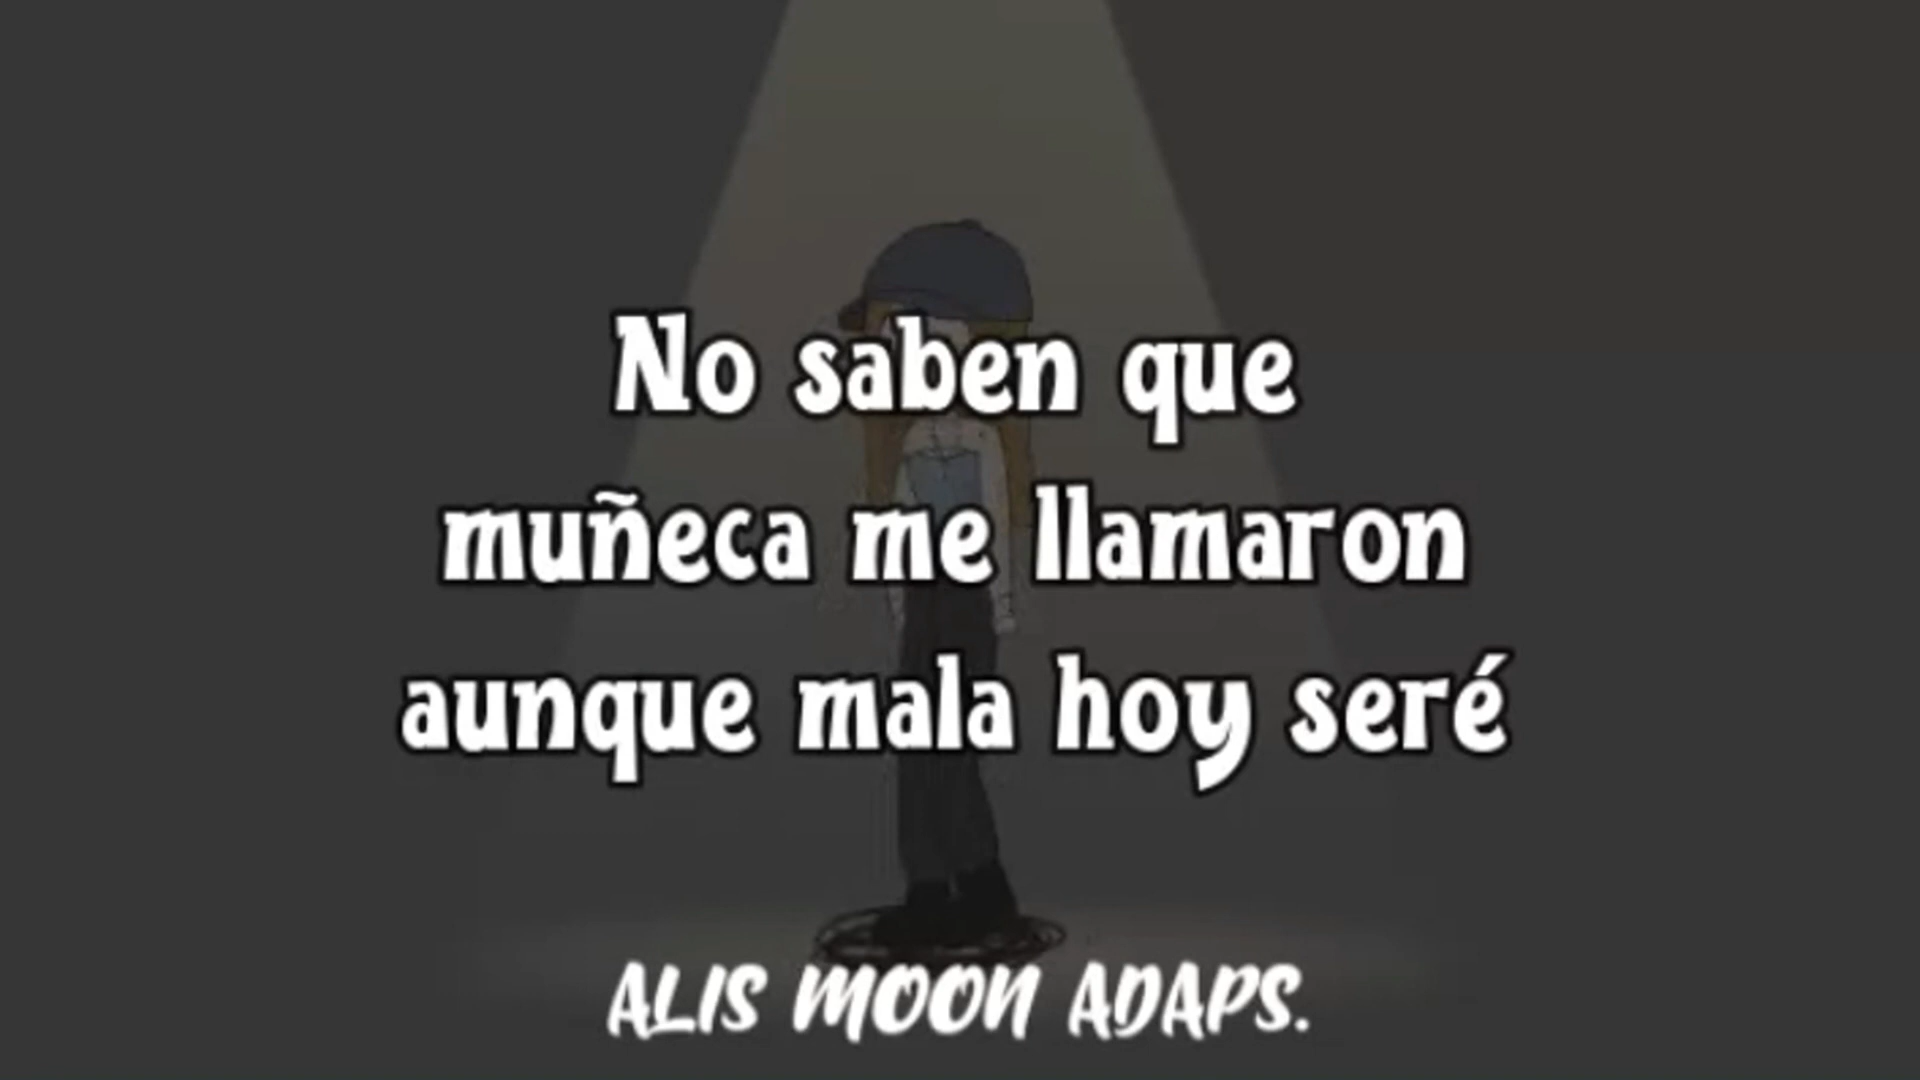 No saben que
muñeca me llamaron
aunque mala hoy seré
ALIS MOON ADAPS.